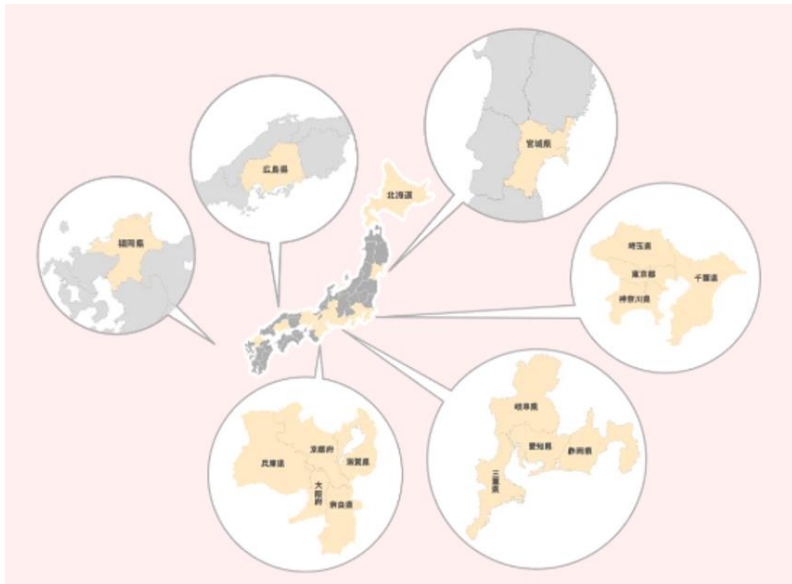 宮城県
広島県
北海道
福岡県
埼玉県
東京都
千葉県
神奈川県
岐阜県
愛知県
静岡県
三重県
京都府
兵庫県
滋賀県
大阪府
奈良県